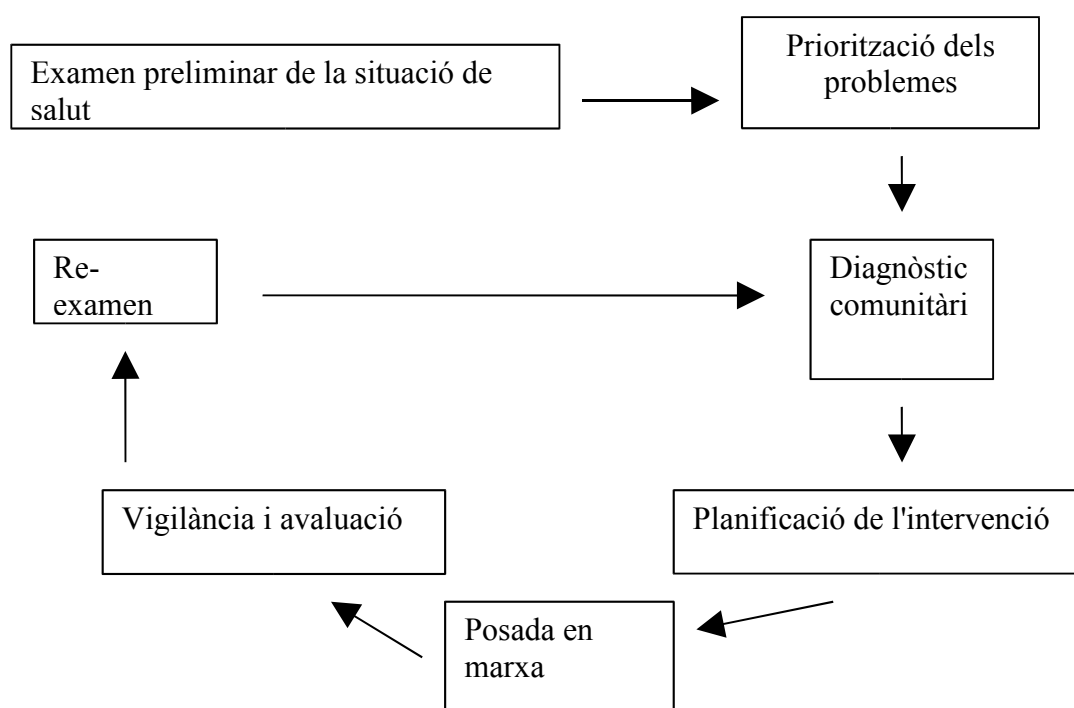 Examen preliminar de la situació de
salut
Priorització dels
problemes
Re-
examen
Diagnòstic
comunitàri
Vigilància i avaluació
Planificació de l'intervenció
Posada en
marxa